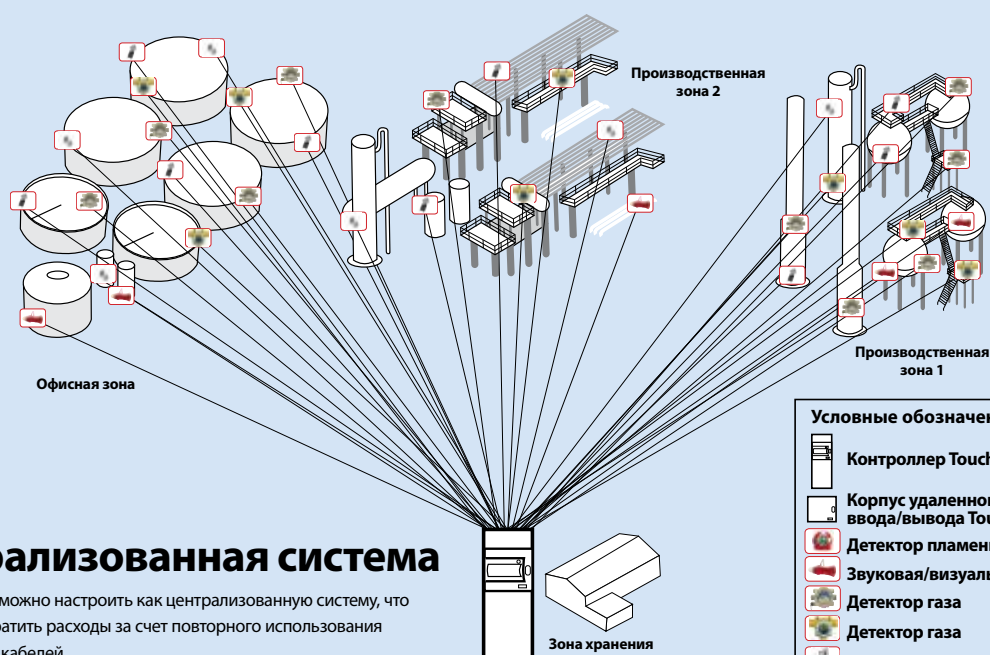 Производственная
зона 2
Производственная
зона 1
Офисная зона
Условные обозначен
Контроллер Touch
Корпус удаленно
ввода/вывода Tou
Детектор пламен
Звуковая/визуаль
Детектор газа
Детектор газа
рализованная система
можно настроить как централизованную систему, что
ратить расходы за счет повторного использования
кабелей
Зона хранения